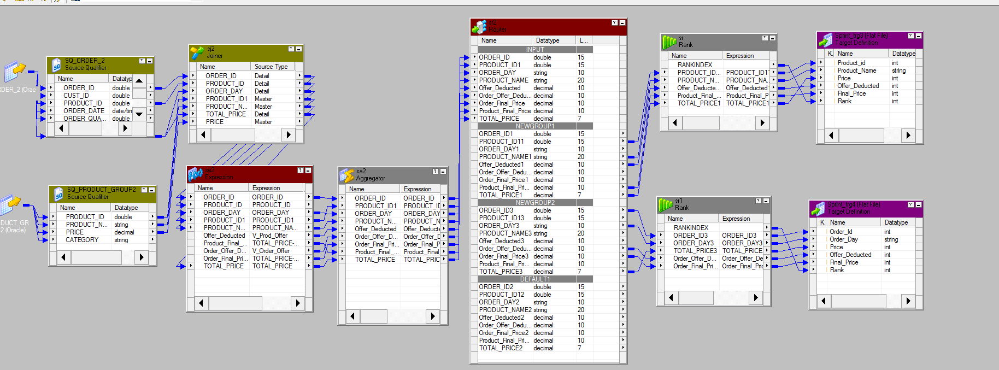 RDER_2 (Orac
SQ_ORDER_2
Source Qualifier
Name Datatyp
ORDER_ID double
CUST_ID double
PRODUCT_ID double
ORDER_DATE date/tim
ORDER_QUA... double
DUCT_GR
2 (Oracle)
SQ_PRODUCT_GROUP2
Source Qualifier
Name Datatype
PRODUCT_ID double
PRODUCT_N... string
PRICE decimal
CATEGORY string
sj2
Joiner
Name Source Type
ORDER_ID Detail
PRODUCT_ID Detail
ORDER_DAY Detail
PRODUCT_ID1 Master
PRODUCT_N... Master
TOTAL_PRICE Detail
PRICE Master
Expression
Name Expression
ORDER_ID ORDER_ID
PRODUCT_ID PRODUCT_ID
ORDER_DAY ORDER_DAY
PRODUCT_ID1 PRODUCT_ID1
PRODUCT_N... PRODUCT_NA...
Offer_Deducted V_Prod_Offer
Product_Final_... TOTAL_PRICE-...
Order_Offer_D... V_Order_Offer
Order_Final_Pri... TOTAL_PRICE-...
TOTAL_PRICE TOTAL_PRICE
sa2
Aggregator
Name Expression
ORDER_ID ORDER_ID
PRODUCT_ID1 PRODUCT_ID
ORDER_DAY ORDER_DAY
PRODUCT_N... PRODUCT_N
Offer_Deducted Offer_Deducte
Order_Offer_D... Order_Offer_D
Order_Final_Pri... Order_Final_P
Product_Final_... Product_Final_
TOTAL_PRICE TOTAL_PRIC
sr2
Router
Name Datatype L...
INPUT
ORDER_ID double 15
PRODUCT_ID1 double 15
ORDER_DAY string 10
PRODUCT_NAME string 20
Offer_Deducted decimal 10
Order_Offer_Dedu... decimal 10
Order_Final_Price decimal 10
Product_Final_Price decimal 10
TOTAL_PRICE decimal 7
NEWGROUP1
ORDER_ID1 double 15
PRODUCT_ID11 double 15
ORDER_DAY1 string 10
PRODUCT_NAME1 string 20
Offer_Deducted1 decimal 10
Order_Offer_Dedu... decimal 10
Order_Final_Price1 decimal 10
Product_Final_Pri... decimal 10
TOTAL_PRICE1 decimal 7
NEWGROUP2
ORDER_ID3 double 15
PRODUCT_ID13 double 15
ORDER_DAY3 string 10
PRODUCT_NAME3 string 20
Offer_Deducted3 decimal 10
Order_Offer_Dedu... decimal 10
Order_Final_Price3 decimal 10
Product_Final_Pri... decimal 10
TOTAL_PRICE3 decimal 7
DEFAULT1
ORDER_ID2 double 15
PRODUCT_ID12 double 15
ORDER_DAY2 string 10
PRODUCT_NAME2 string 20
Offer_Deducted2 decimal 10
Order_Offer_Dedu... decimal 10
Order_Final_Price2 decimal 10
Product_Final_Pri... decimal 10
TOTAL_PRICE2 decimal 7
sr
Rank
Name Expression
RANKINDEX
PRODUCT_ID... PRODUCT_ID11
PRODUCT_N... PRODUCT_NA...
Offer_Deducte... Offer_Deducted
Product_Final_... Product_Final_P
TOTAL_PRICE1 TOTAL_PRICE1
sr1
Rank
Name Expression
RANKINDEX
ORDER_ID3 ORDER_ID3
ORDER_DAY3 ORDER_DAY3
TOTAL_PRICE3 TOTAL_PRICE
Order_Offer_D... Order_Offer_De
Order_Final_Pri... Order_Final_Pric
Sprint_trg3 (Flat File)
Target Definition
K. Name Datatype
Product_id int
Product_Name string
Price int
Offer_Deducted int
Final_Price int
Rank int
Sprint_trg4 (Flat File)
Target Definition
K. Name Datatype
Order_Id int
Order_Day string
Price int
Offer_Deducted int
Final_Price int
Rank int